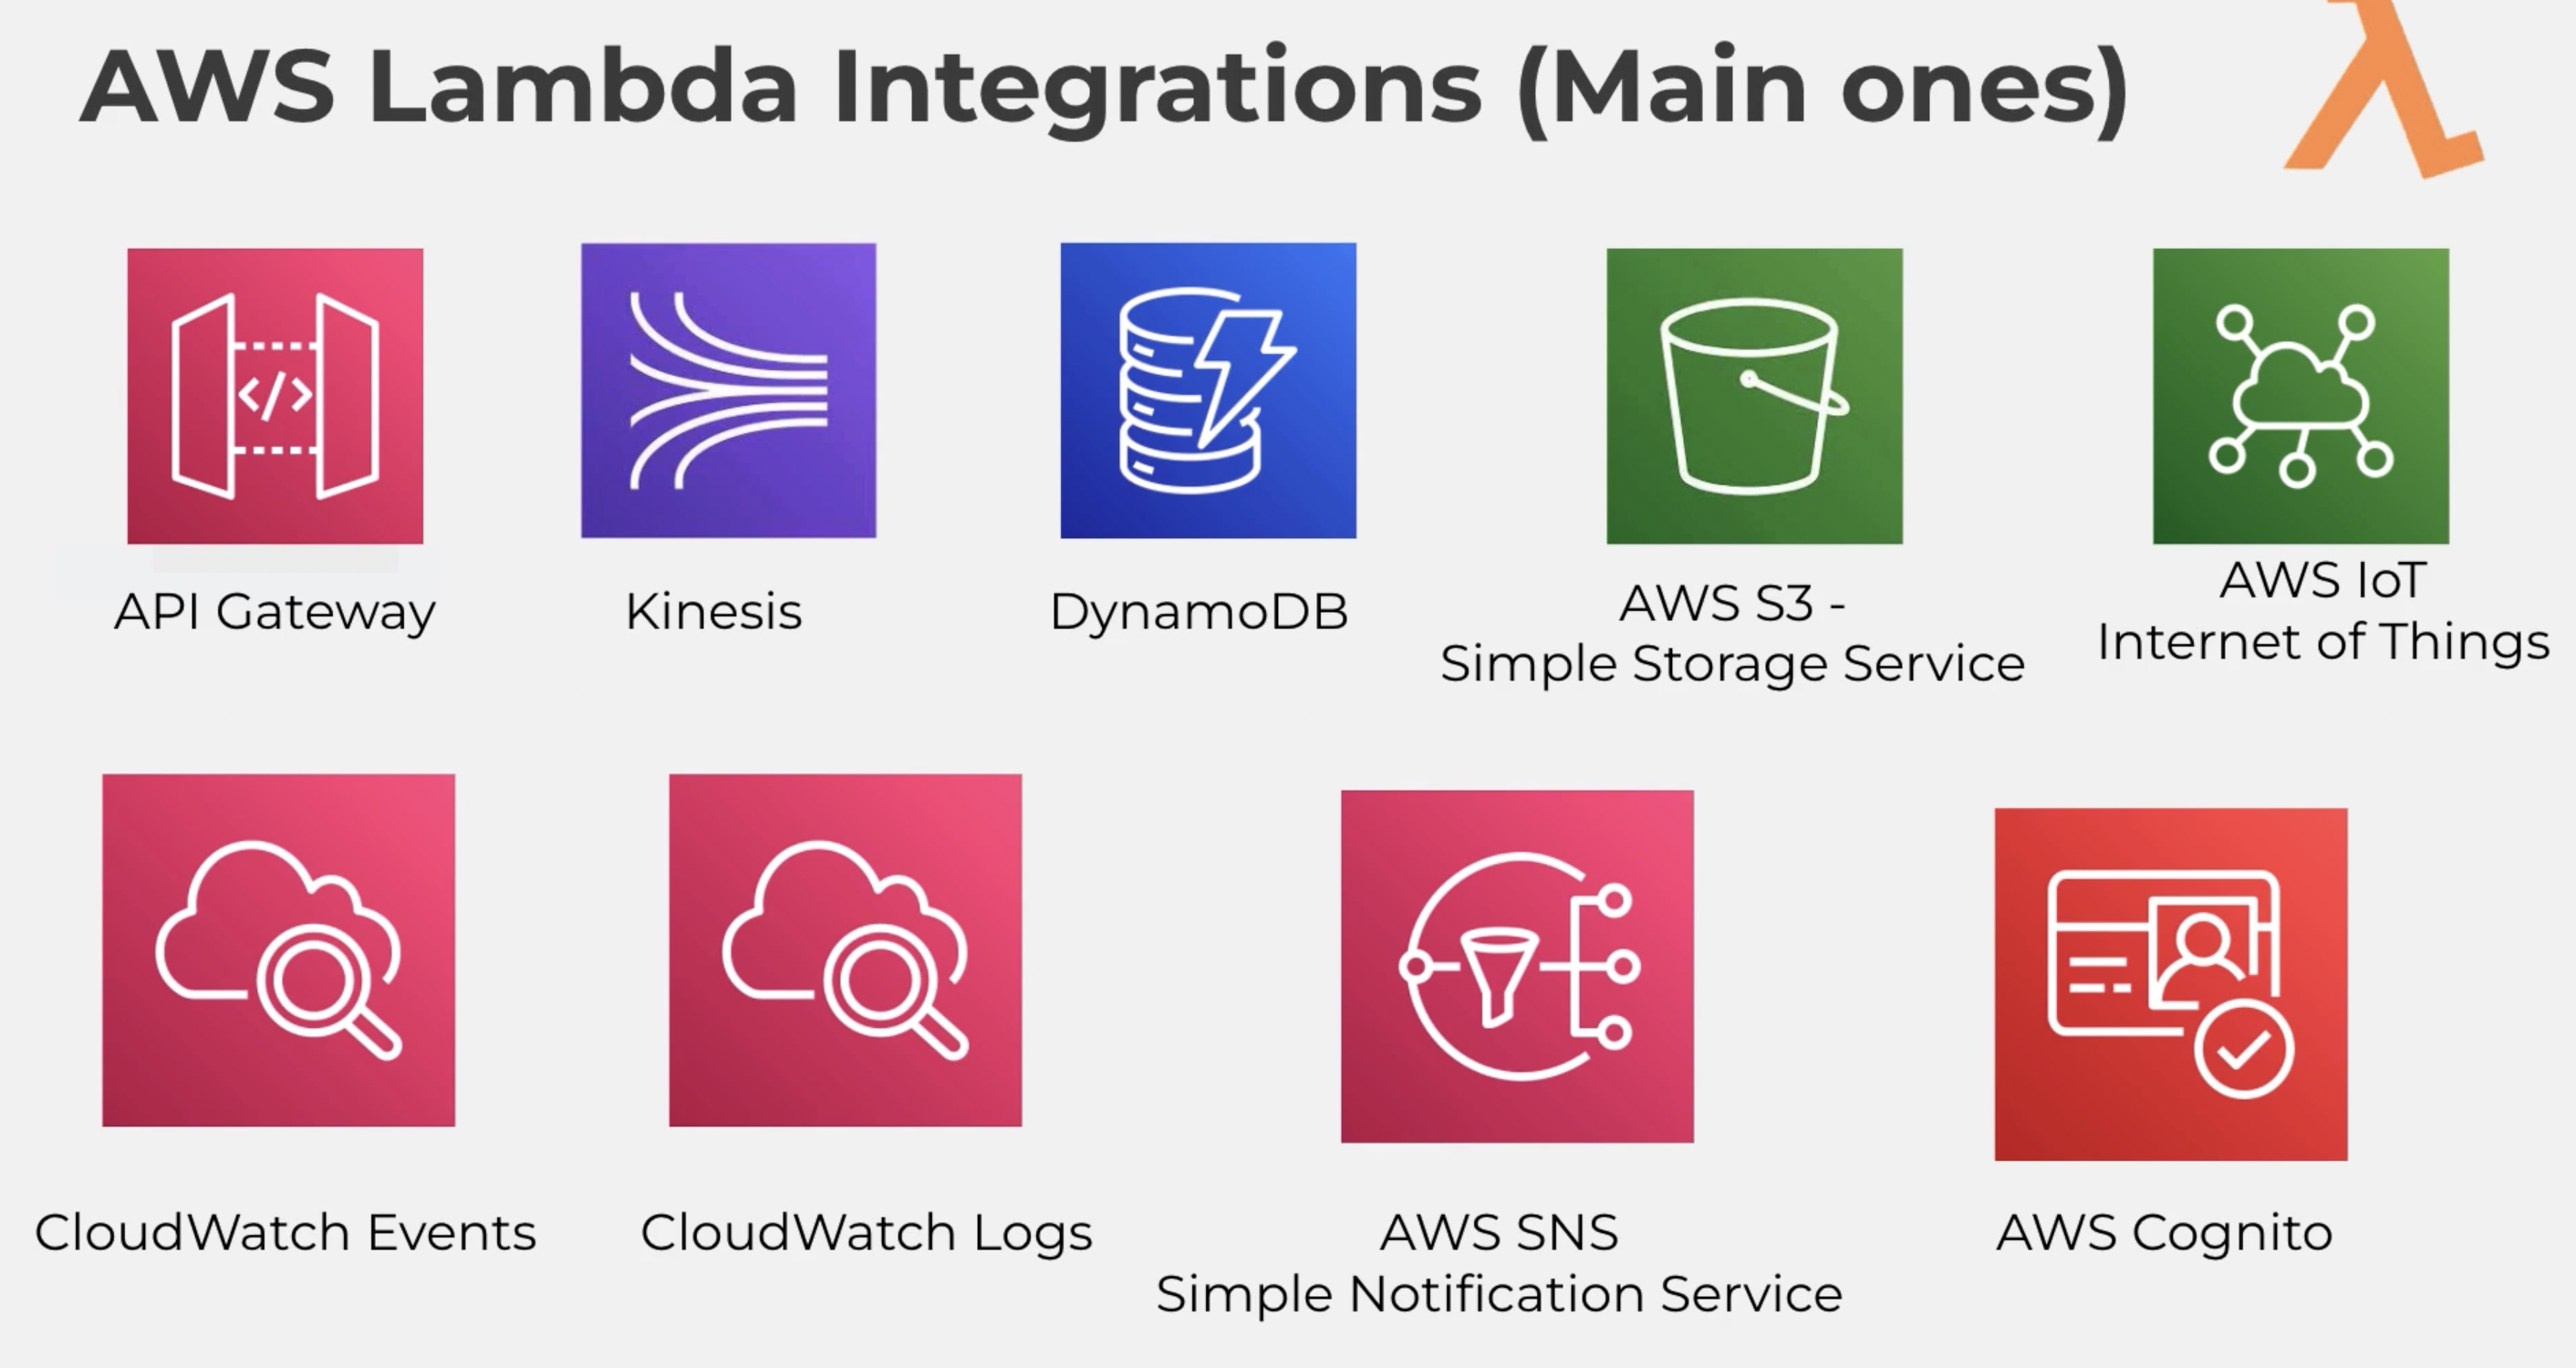 AWS Lambda Integrations (Main ones)
API Gateway
Kinesis
DynamoDB
AWS S3 -
Simple Storage Service
AWS IoT
Internet of Things
CloudWatch Events
CloudWatch Logs
AWS SNS
Simple Notification Service
AWS Cognito